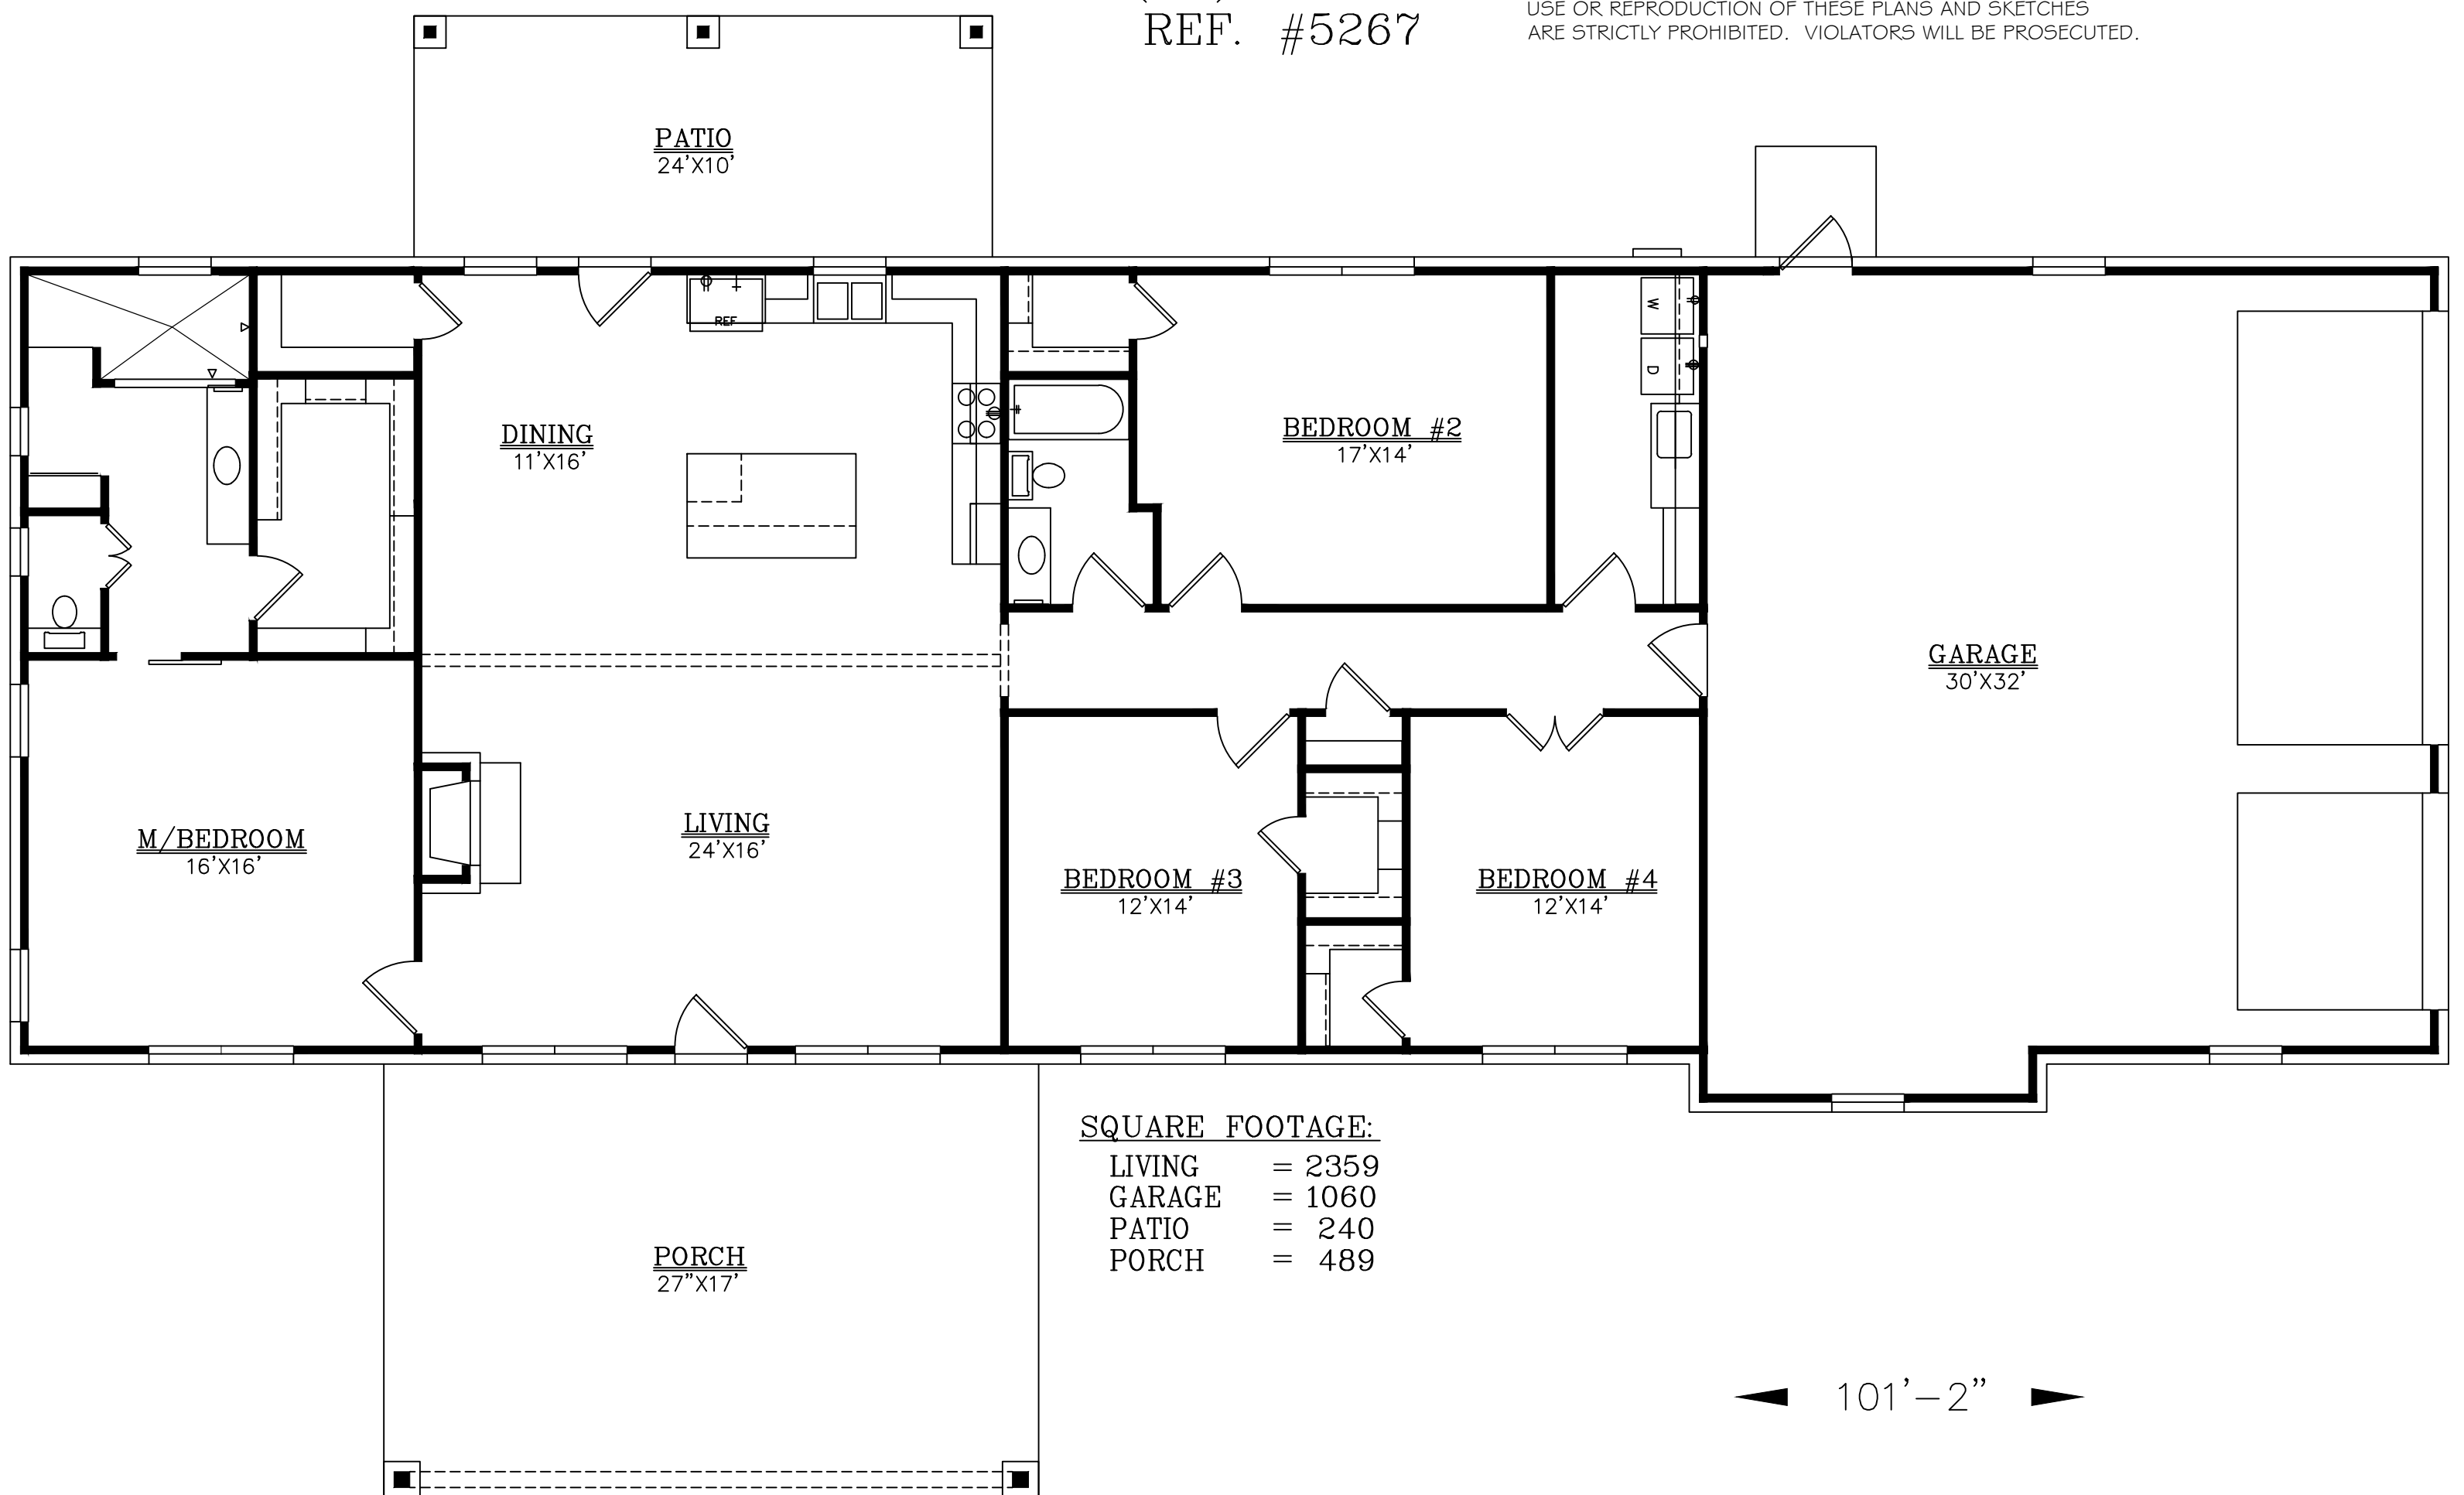 REF. #5267
USE OR REPRODUCTION OF THESE PLANS AND SKETCHES
ARE STRICTLY PROHIBITED. VIOLATORS WILL BE PROSECUTED.
PATIO
24'X10'
REF
W
D
DINING
11'X16'
BEDROOM #2
17'X14'
GARAGE
30'X32'
M/BEDROOM
16'X16'
LIVING
24'X16'
BEDROOM #3
12'X14'
BEDROOM #4
12'X14'
SQUARE FOOTAGE:
LIVING = 2359
GARAGE = 1060
PATIO = 240
PORCH = 489
PORCH
27"X17'
101'-2"